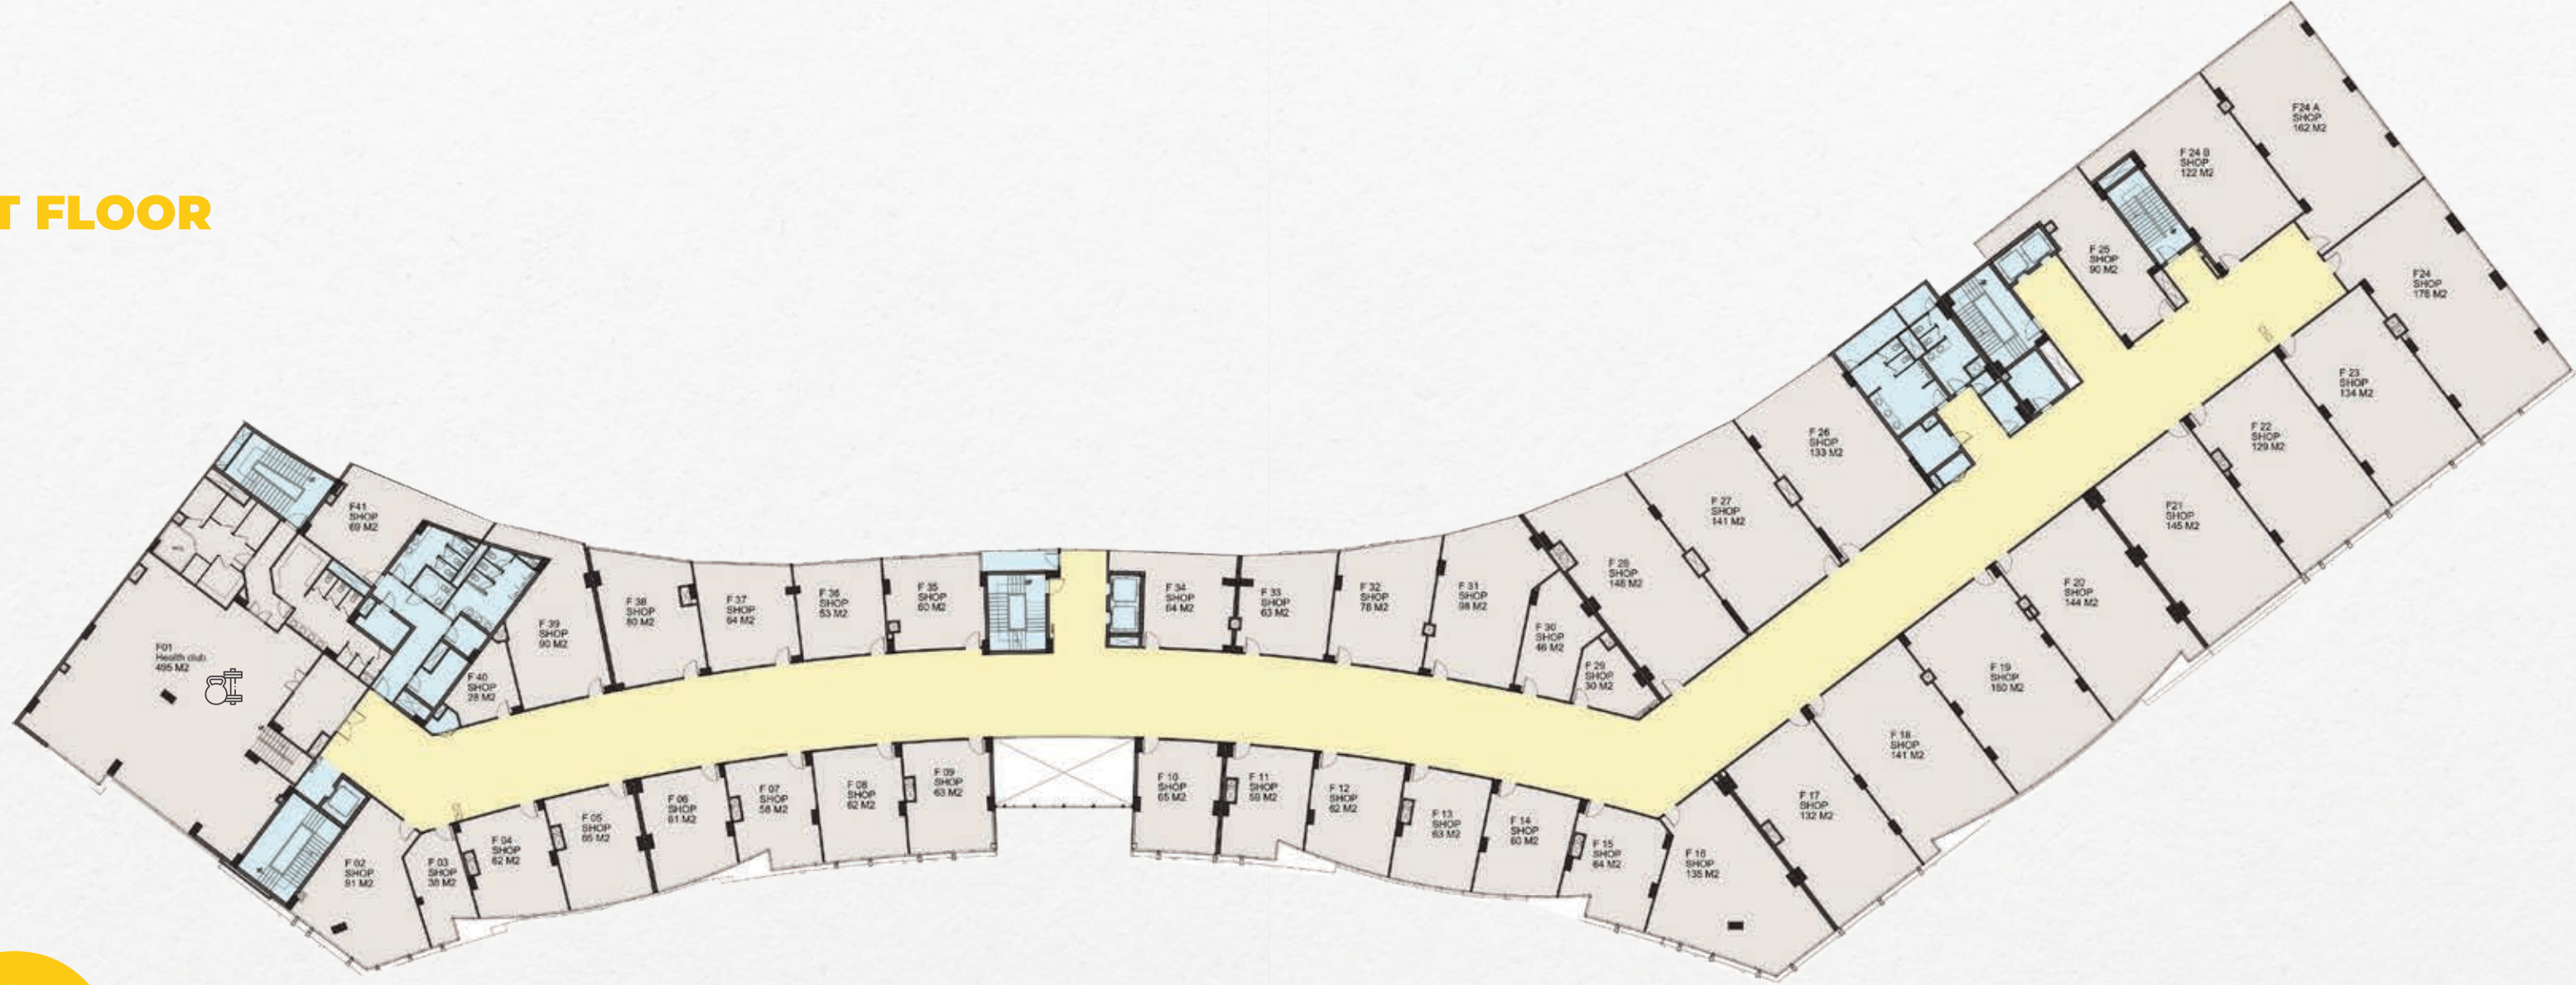 T FLOOR
F01
Health club
495 M2
F 02
SHOP
91 M2
F 03
SHOP
38 M2
F 04
SHOP
62 M2
F 05
SHOP
65 M2
F 06
SHOP
61 M2
F 07
SHOP
58 M2
F 08
SHOP
62 M2
F 09
SHOP
63 M2
F 10
SHOP
65 M2
F 11
SHOP
59 M2
F 12
SHOP
62 M2
F 13
SHOP
63 M2
F 14
SHOP
60 M2
F 15
SHOP
64 M2
F 16
SHOP
135 M2
F 17
SHOP
132 M2
F 18
SHOP
141 M2
F 19
SHOP
150 M2
F 20
SHOP
144 M2
F21
SHOP
145 M2
F 22
SHOP
129 M2
F 23
SHOP
134 M2
F24
SHOP
178 M2
F24 A
SHOP
162 M2
F 24 B
SHOP
122 M2
F 25
SHOP
90 M2
F 26
SHOP
133 M2
F 27
SHOP
141 M2
F 28
SHOP
148 M2
F 29
SHOP
30 M2
F 30
SHOP
46 M2
F 31
SHOP
98 M2
F 32
SHOP
78 M2
F 33
SHOP
63 M2
F 34
SHOP
64 M2
F 35
SHOP
60 M2
F 36
SHOP
53 M2
F 37
SHOP
64 M2
F 38
SHOP
80 M2
F 39
SHOP
90 M2
F 40
SHOP
28 M2
F41
SHOP
69 M2